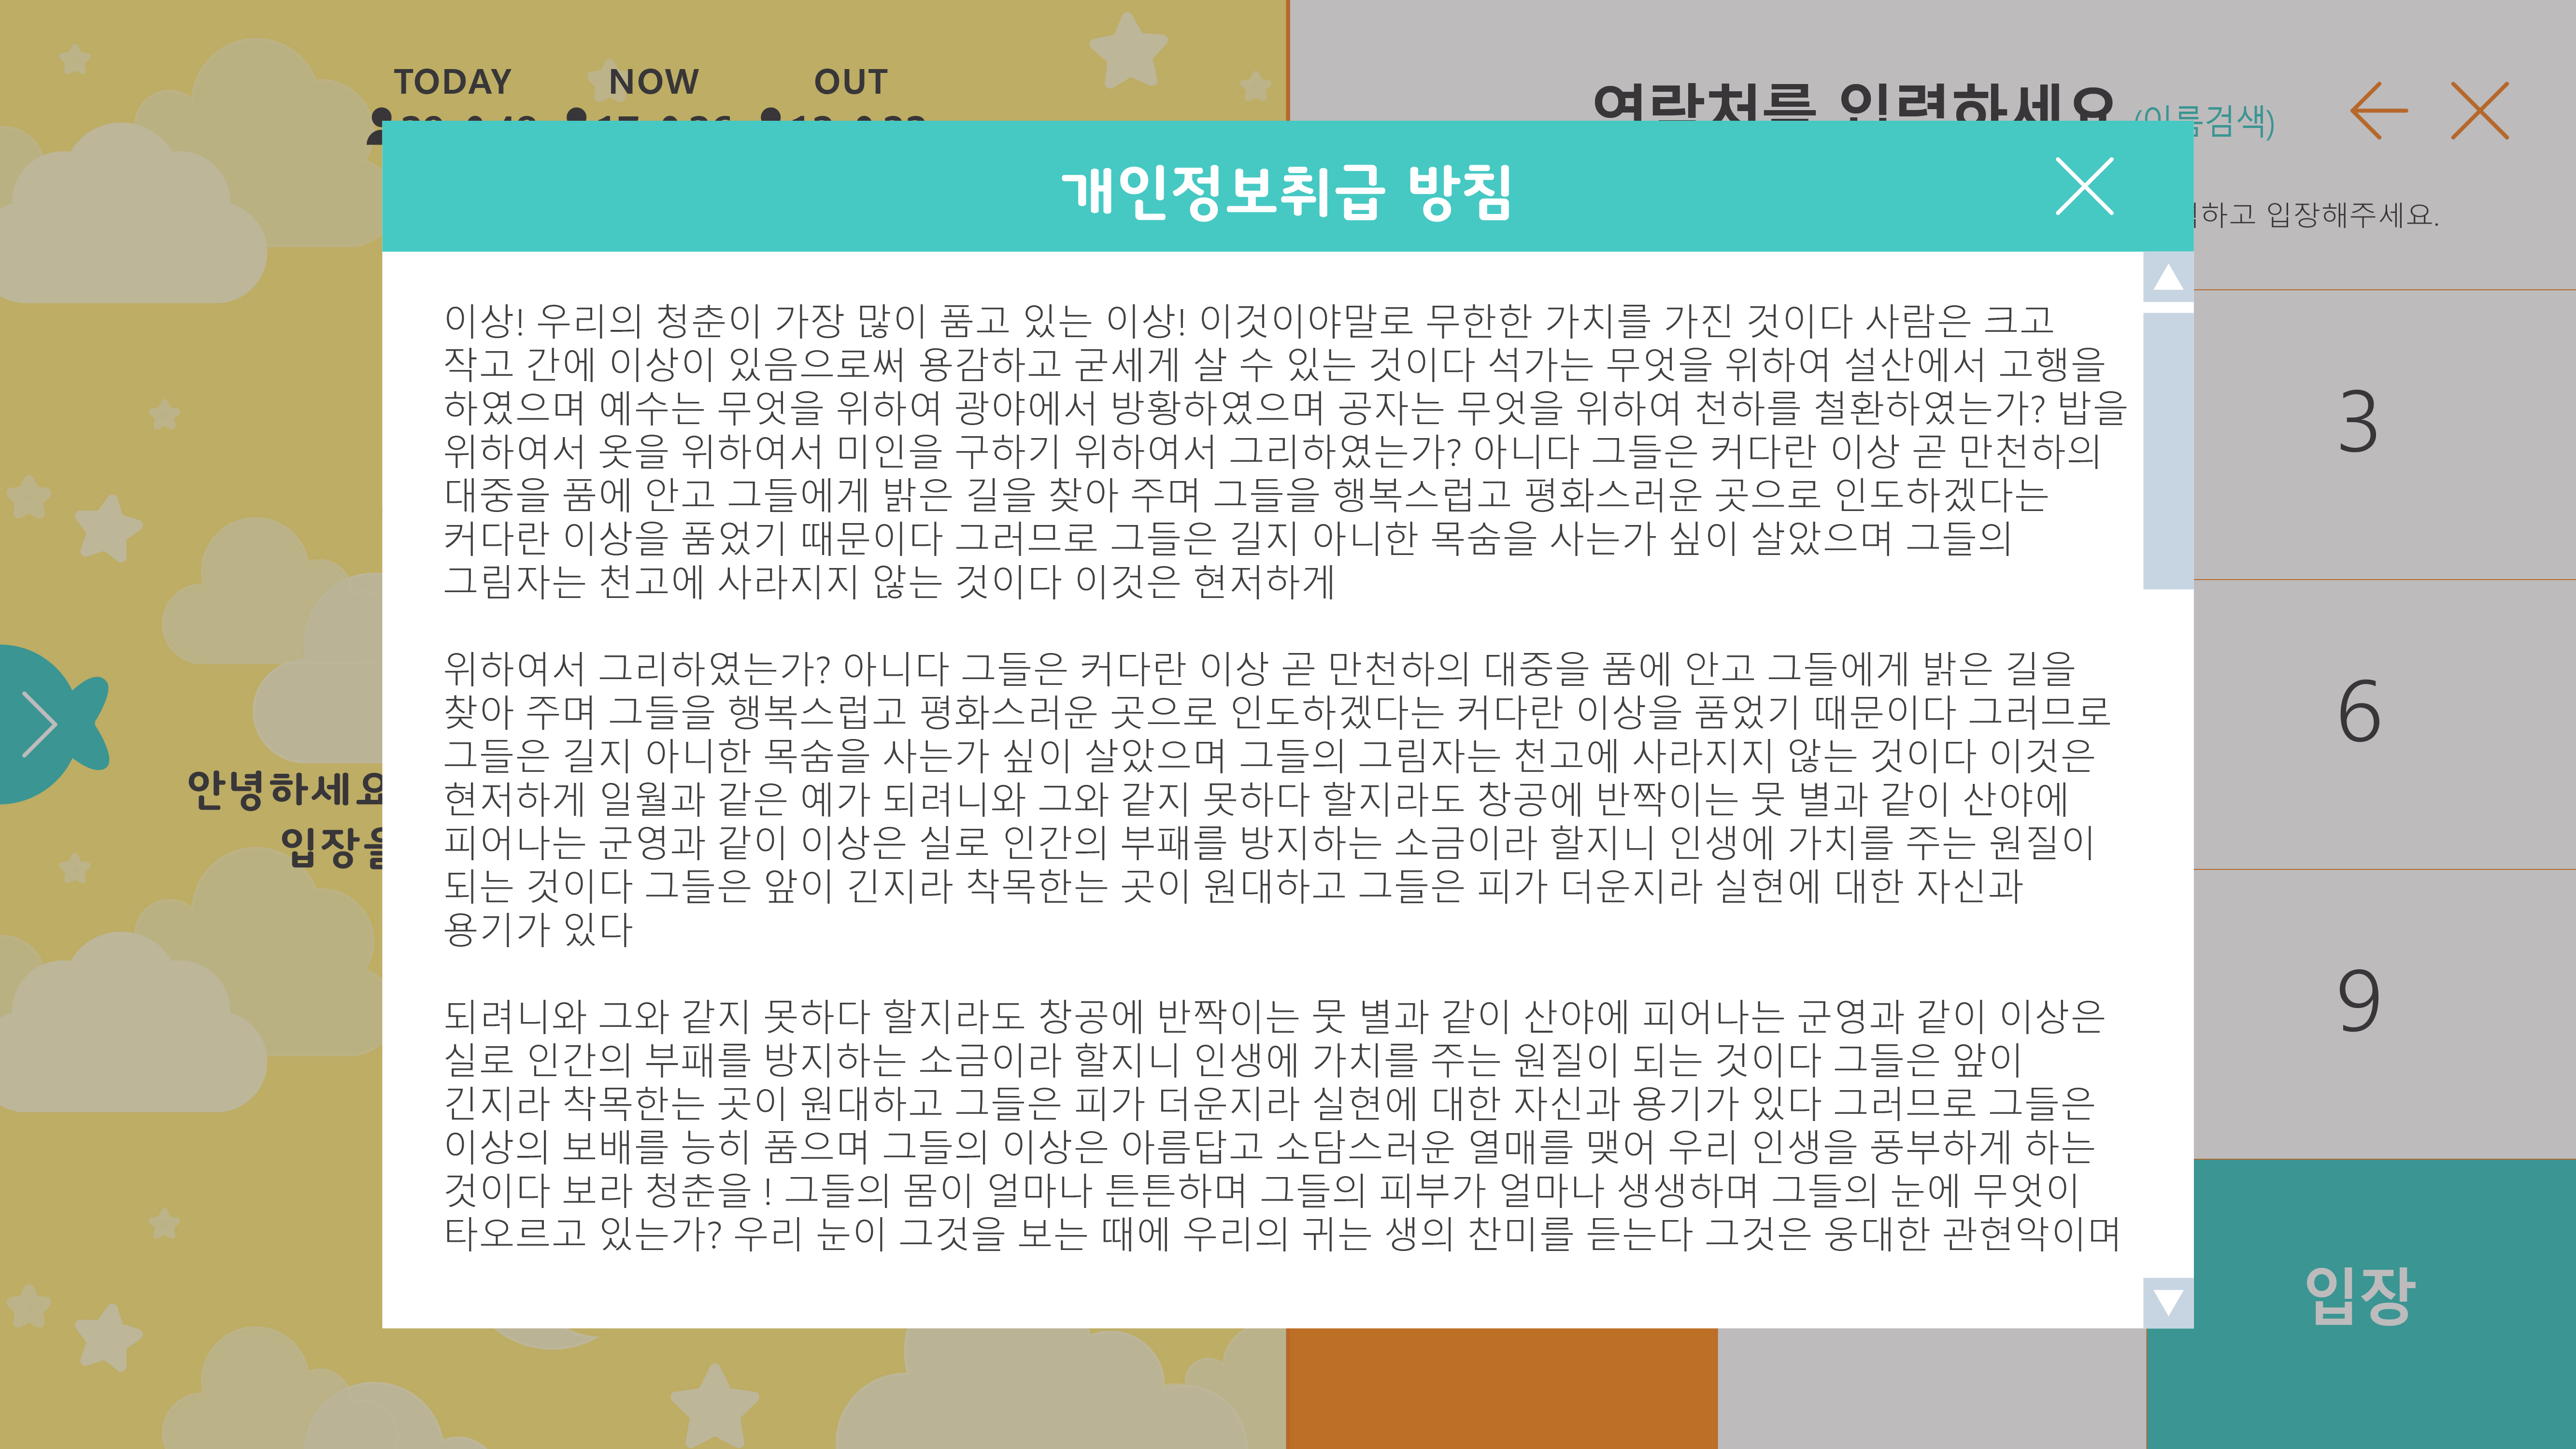 TODAY NOW OUT
연락처를 입력하세요 (이름검색)
하고 입장해주세요.
개인정보취급 방침
이상! 우리의 청춘이 가장 많이 품고 있는 이상! 이것이야말로 무한한 가치를 가진 것이다 사람은 크고
작고 간에 이상이 있음으로써 용감하고 굳세게 살 수 있는 것이다 석가는 무엇을 위하여 설산에서 고행을
하였으며 예수는 무엇을 위하여 광야에서 방황하였으며 공자는 무엇을 위하여 천하를 철환하였는가? 밥을
위하여서 옷을 위하여서 미인을 구하기 위하여서 그리하였는가? 아니다 그들은 커다란 이상 곧 만천하의
대중을 품에 안고 그들에게 밝은 길을 찾아 주며 그들을 행복스럽고 평화스러운 곳으로 인도하겠다는
커다란 이상을 품었기 때문이다 그러므로 그들은 길지 아니한 목숨을 사는가 싶이 살았으며 그들의
그림자는 천고에 사라지지 않는 것이다 이것은 현저하게
위하여서 그리하였는가? 아니다 그들은 커다란 이상 곧 만천하의 대중을 품에 안고 그들에게 밝은 길을
찾아 주며 그들을 행복스럽고 평화스러운 곳으로 인도하겠다는 커다란 이상을 품었기 때문이다 그러므로
그들은 길지 아니한 목숨을 사는가 싶이 살았으며 그들의 그림자는 천고에 사라지지 않는 것이다 이것은
현저하게 일월과 같은 예가 되려니와 그와 같지 못하다 할지라도 창공에 반짝이는 뭇 별과 같이 산야에
피어나는 군영과 같이 이상은 실로 인간의 부패를 방지하는 소금이라 할지니 인생에 가치를 주는 원질이
되는 것이다 그들은 앞이 긴지라 착목한는 곳이 원대하고 그들은 피가 더운지라 실현에 대한 자신과
용기가 있다
되려니와 그와 같지 못하다 할지라도 창공에 반짝이는 뭇 별과 같이 산야에 피어나는 군영과 같이 이상은
실로 인간의 부패를 방지하는 소금이라 할지니 인생에 가치를 주는 원질이 되는 것이다 그들은 앞이
긴지라 착목한는 곳이 원대하고 그들은 피가 더운지라 실현에 대한 자신과 용기가 있다 그러므로 그들은
이상의 보배를 능히 품으며 그들의 이상은 아름답고 소담스러운 열매를 맺어 우리 인생을 풍부하게 하는
것이다 보라 청춘을 ! 그들의 몸이 얼마나 튼튼하며 그들의 피부가 얼마나 생생하며 그들의 눈에 무엇이
타오르고 있는가? 우리 눈이 그것을 보는 때에 우리의 귀는 생의 찬미를 듣는다 그것은 웅대한 관현악이며
안녕하세요
입장을
3
6
9
입장